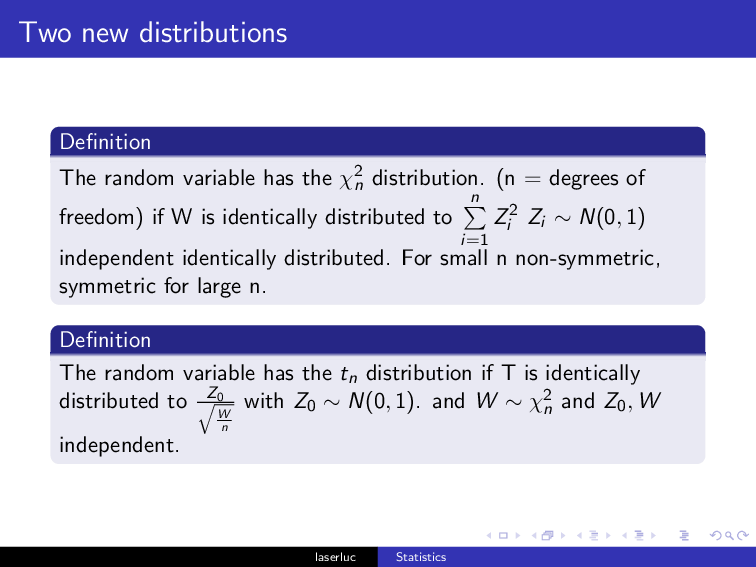 Two new distributions
Definition
The random variable has the $\chi^2_n$ distribution. (n = degrees of
freedom) if W is identically distributed to $\sum\limits_{i=1}^{n} Z_i^2$ $Z_i \sim N(0, 1)$
independent identically distributed. For small n non-symmetric,
symmetric for large n.
Definition
The random variable has the $t_n$ distribution if T is identically
distributed to $\frac{Z_0}{\sqrt{\frac{W}{n}}}$ with $Z_0 \sim N(0, 1)$. and $W \sim \chi^2_n$ and $Z_0, W$
independent.
laserluc
Statistics